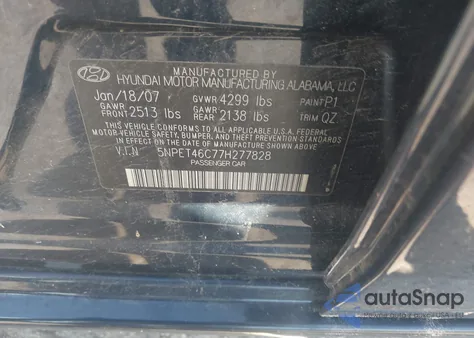 MANUFACTURED BY
HYUNDAI MOTOR MANUFACTURING ALABAMA, LLC
Jan/18/07 GVWR 4299 lbs PAINT P1
GAWR FRONT 2513 lbs GAWR REAR 2138 lbs TRIM QZ
THIS VEHICLE CONFORMS TO ALL APPLICABLE U.S. FEDERAL
MOTOR-VEHICLE SAFETY, BUMPER, AND THEFT PREVENTION
STANDARDS IN EFFECT ON THE DATE OF MANUFACTURE SHOWN ABOVE.
V.I.N 5NPET46C77H277828
PASSENGER CAR
autoSnap